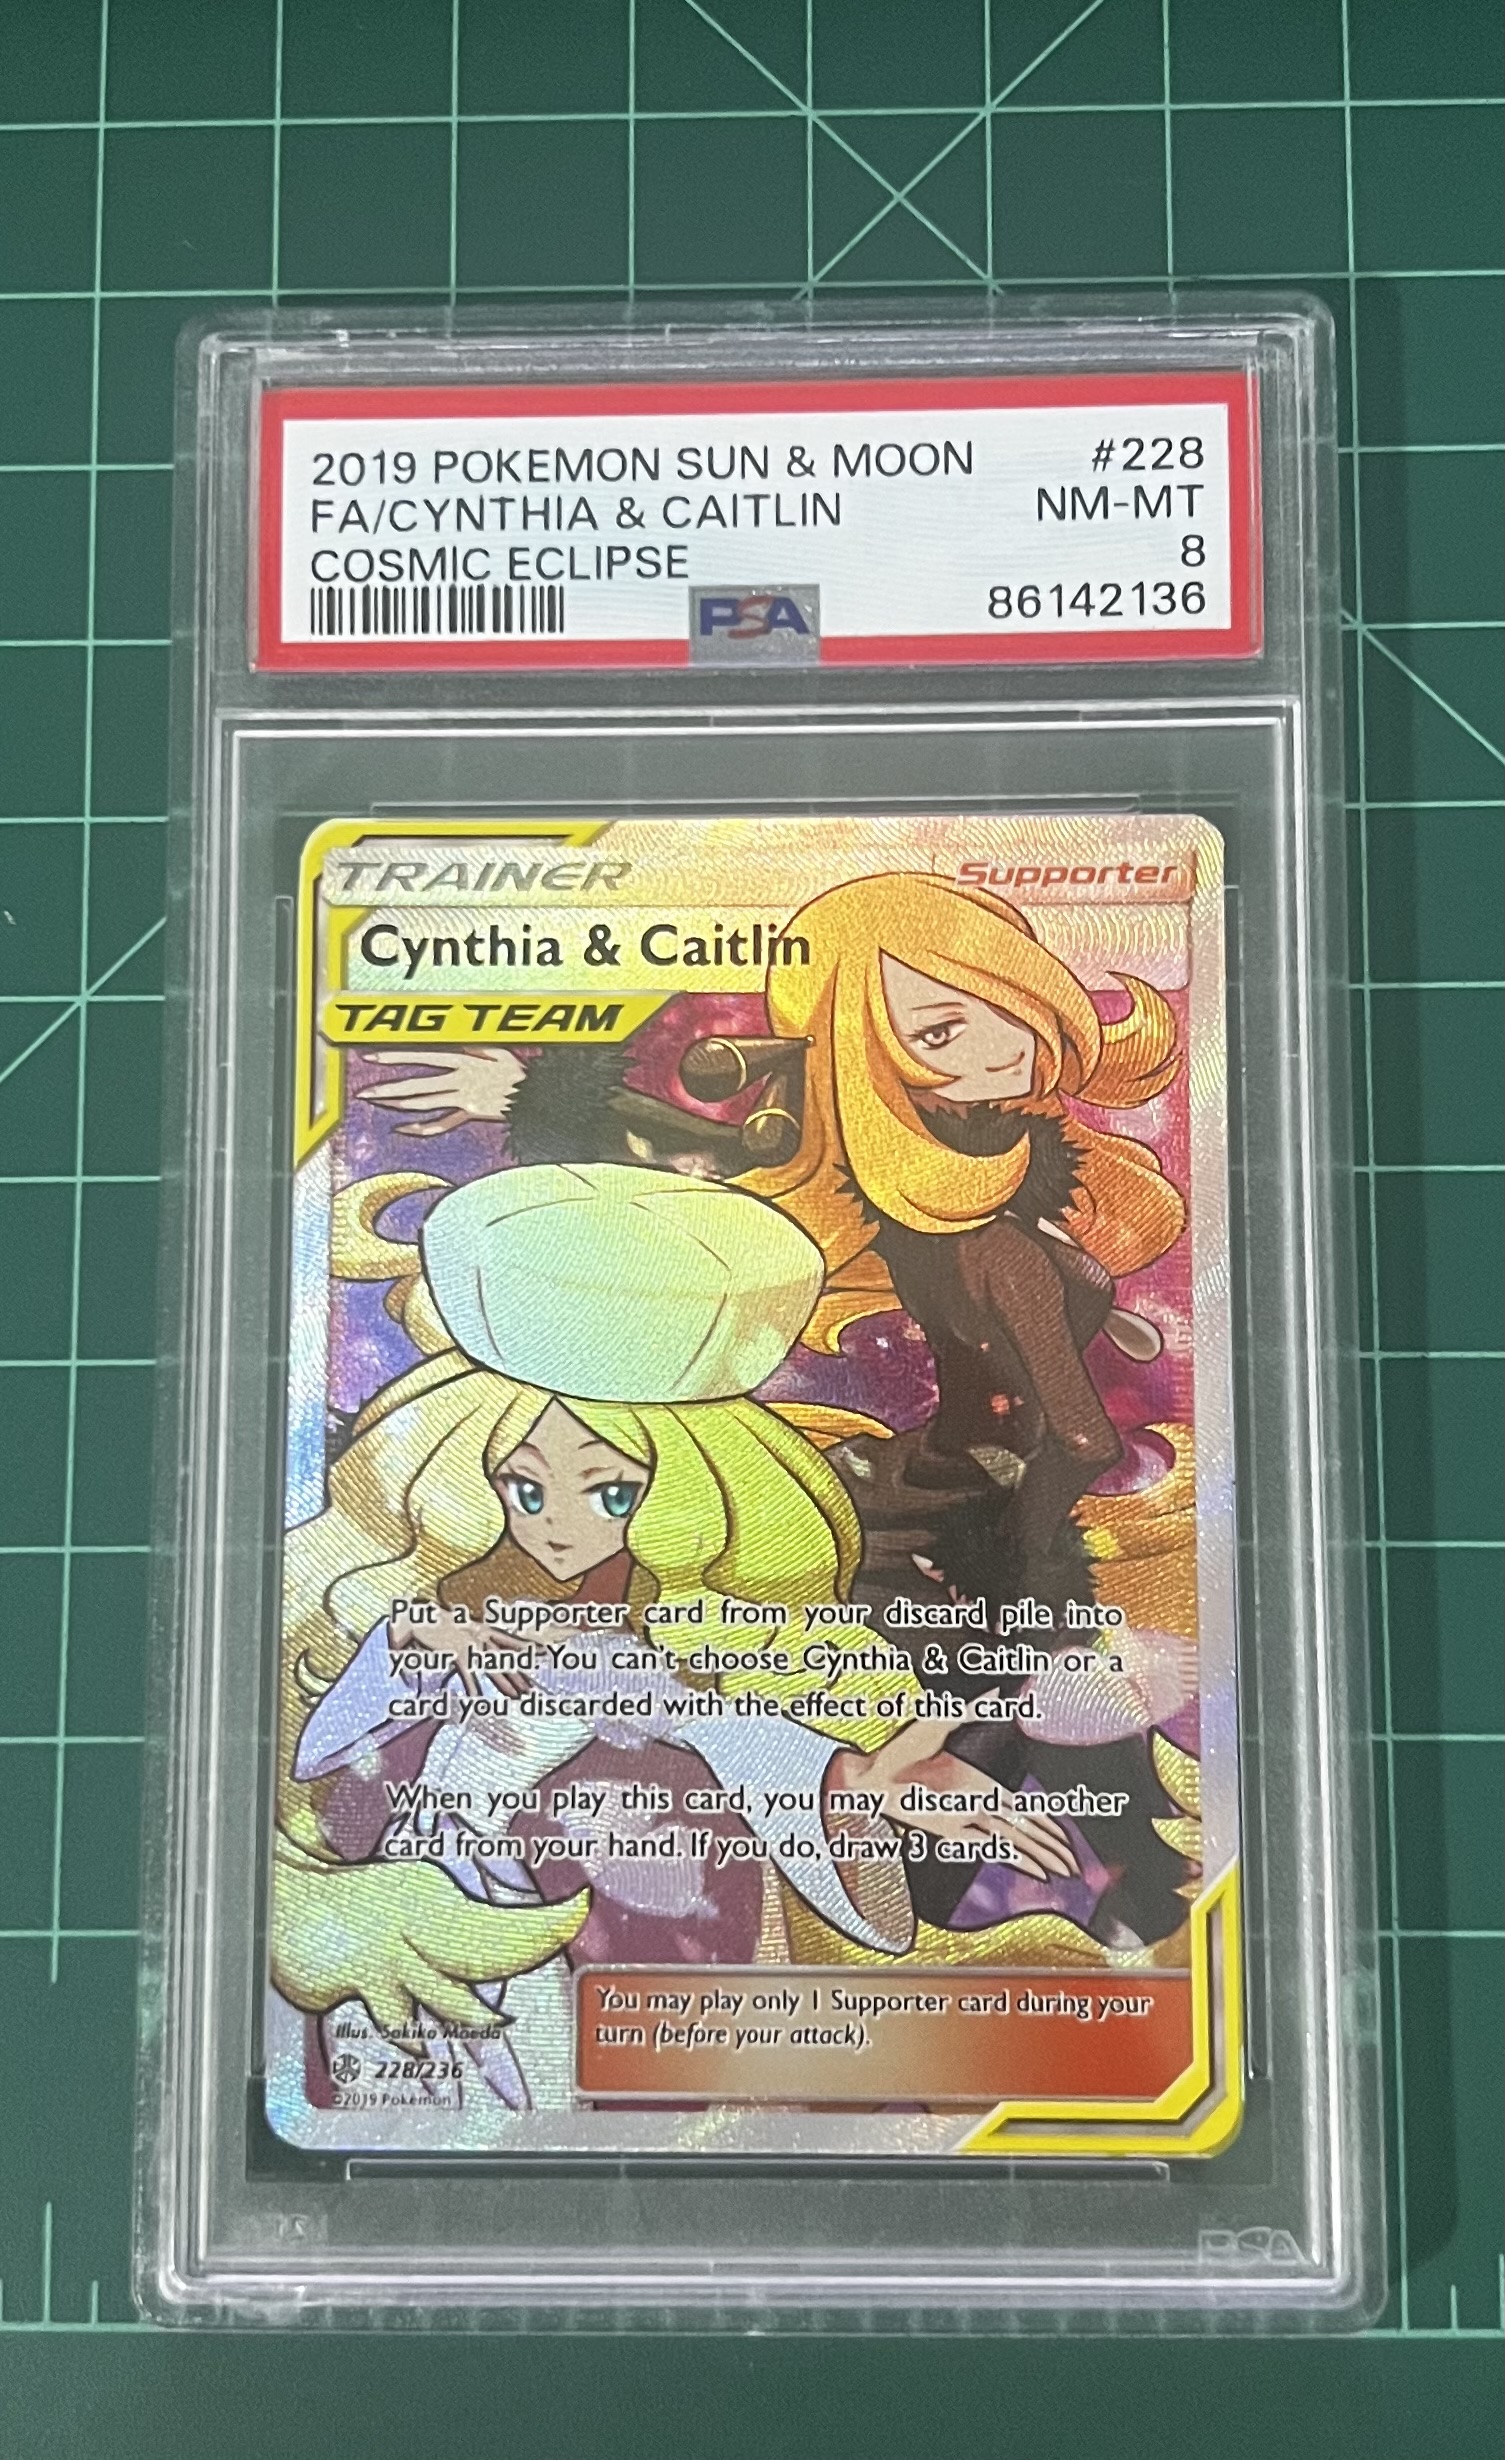 2019 POKEMON SUN & MOON #228
FA/CYNTHIA & CAITLIN NM-MT
COSMIC ECLIPSE 8
PSA 86142136
TRAINER Supporter
Cynthia & Caitlin
TAG TEAM
Put a Supporter card from your discard pile into
your hand. You can't choose Cynthia & Caitlin or a
card you discarded with the effect of this card.
When you play this card, you may discard another
card from your hand. If you do, draw 3 cards.
You may play only 1 Supporter card during your
turn (before your attack).
Illus. Sakiko Maeda
228/236
©2019 Pokémon
PSA